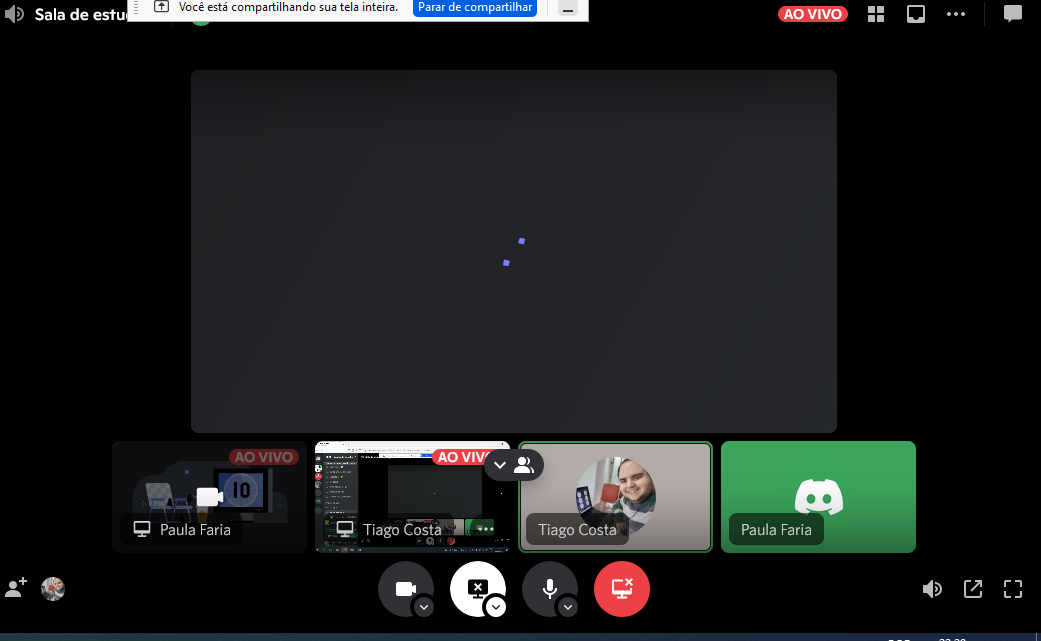 Você está compartilhando sua tela inteira.
Parar de compartilhar
Sala de estu
AO VIVO
AO VIVO
AO VIV
10
Paula Faria
Tiago Costa
Tiago Costa
Paula Faria